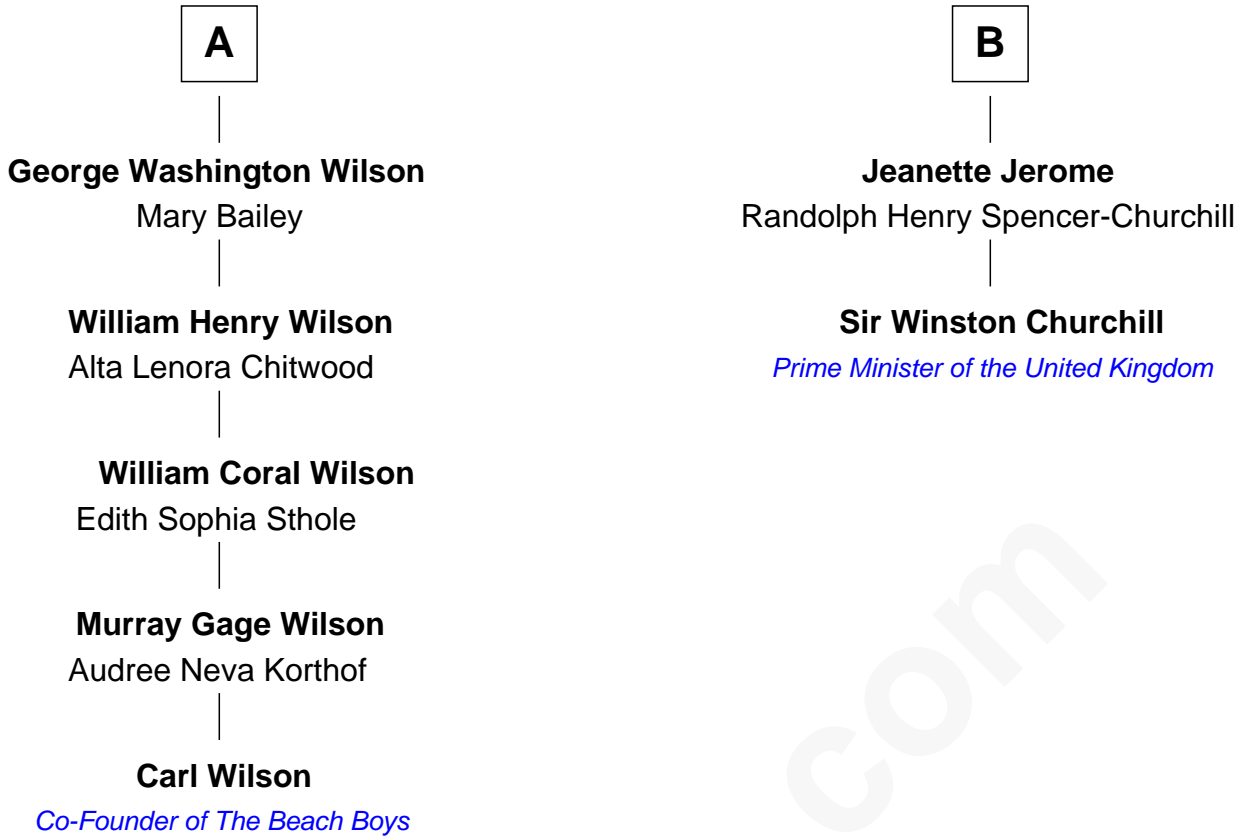 A
George Washington Wilson
Mary Bailey
William Henry Wilson
Alta Lenora Chitwood
William Coral Wilson
Edith Sophia Sthole
Murray Gage Wilson
Audree Neva Korthof
Carl Wilson
Co-Founder of The Beach Boys
B
Jeanette Jerome
Randolph Henry Spencer-Churchill
Sir Winston Churchill
Prime Minister of the United Kingdom
com